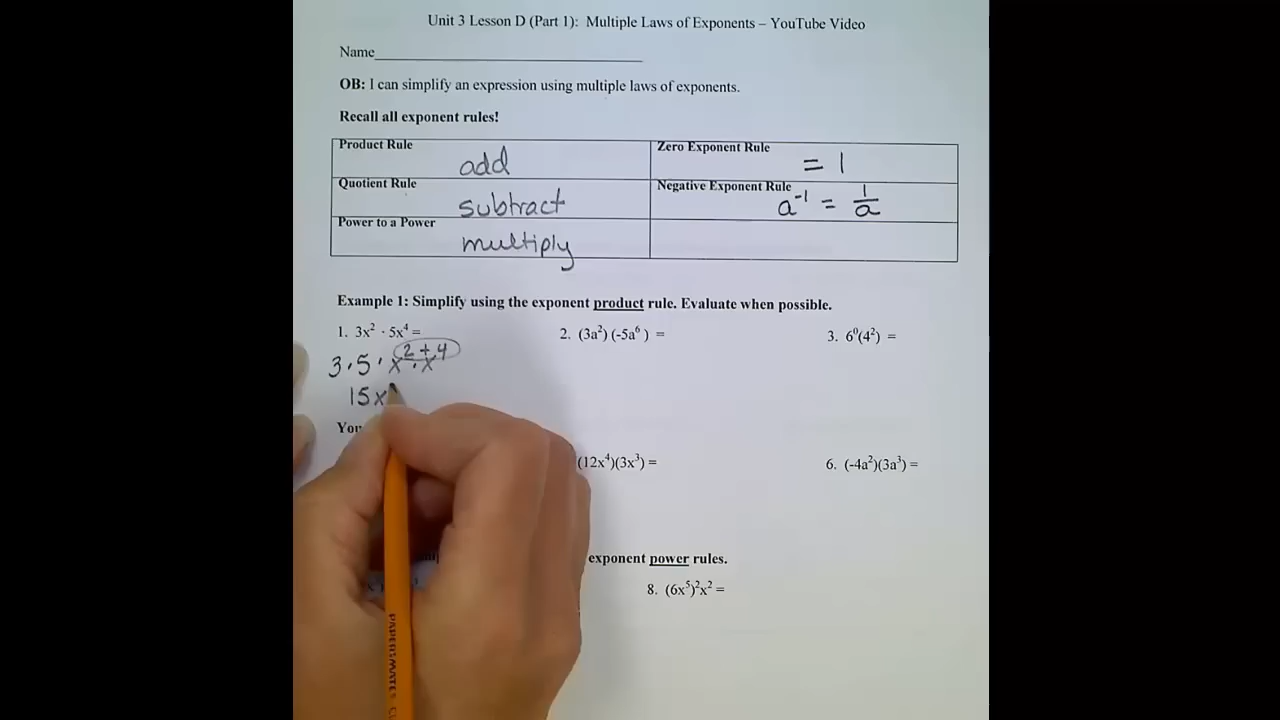 Unit 3 Lesson D (Part 1): Multiple Laws of Exponents – YouTube Video
Name
OB: I can simplify an expression using multiple laws of exponents.
Recall all exponent rules!
Product Rule add
Zero Exponent Rule = 1
Quotient Rule subtract
Negative Exponent Rule a⁻¹ = 1/a
Power to a Power multiply
Example 1: Simplify using the exponent product rule. Evaluate when possible.
1. 3x² · 5x⁴ =
2. (3a²)(-5a⁶ ) =
3. 6⁰(4²) =
3·5·x²·x⁴ 2+4
15x
You
(12x⁴)(3x³) =
6. (-4a²)(3a³) =
exponent power rules.
8. (6x⁵)²x² =
PAPERMATE